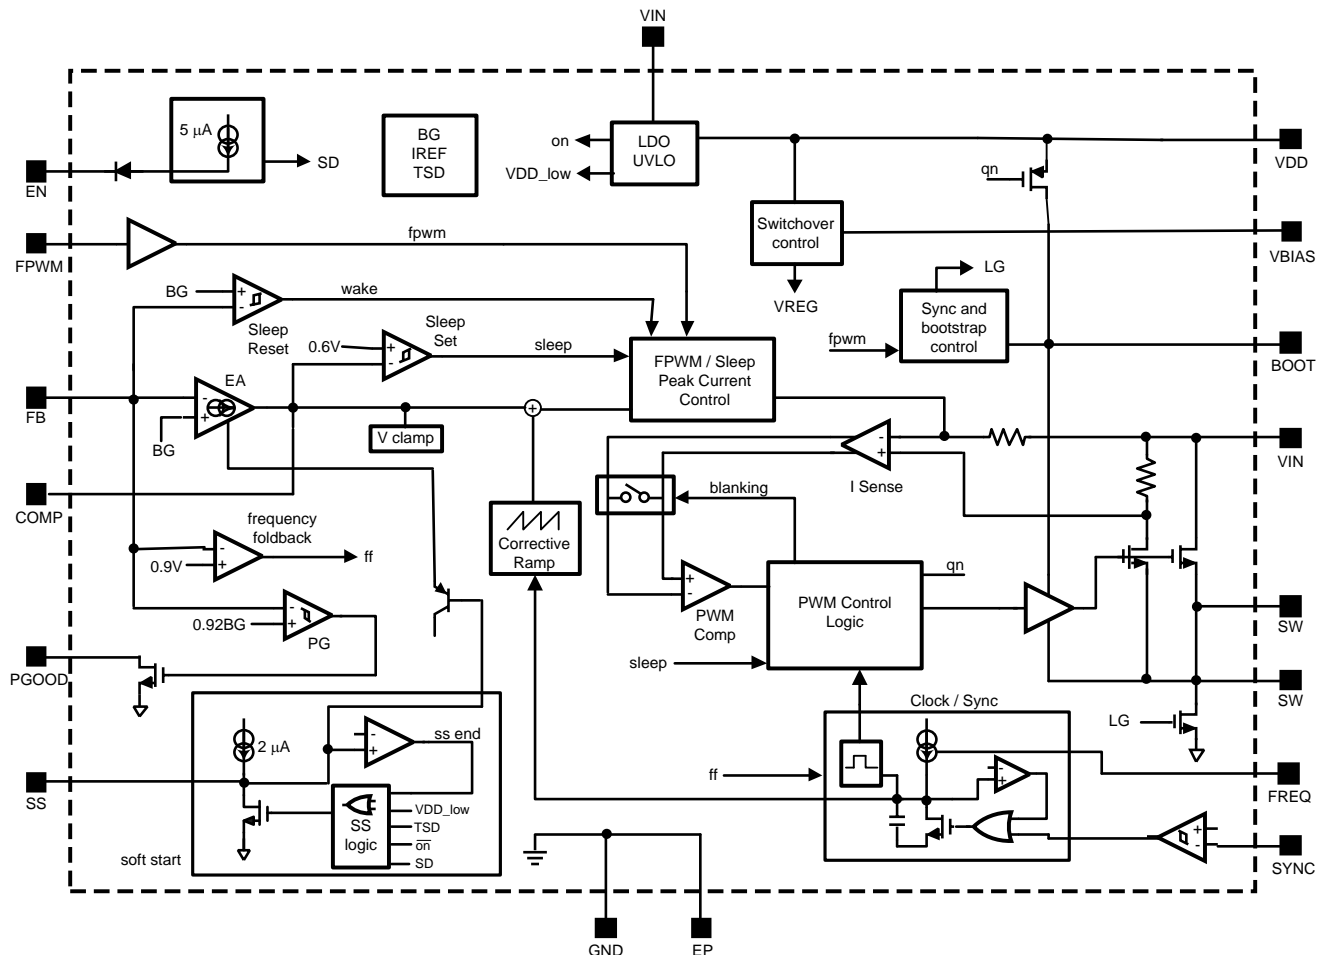 VIN
5 µA
SD
EN
BG
IREF
TSD
on
VDD_low
LDO
UVLO
VDD
qn
FPWM
fpwm
Switchover
control
VBIAS
VREG
LG
BG
+
-
wake
Sleep
Reset
0.6V
+
-
Sleep
Set
sleep
FPWM / Sleep
Peak Current
Control
fpwm
Sync and
bootstrap
control
BOOT
FB
EA
-
+
BG
V clamp
+
-
+
I Sense
VIN
COMP
blanking
frequency
foldback
-
+
0.9V
ff
Corrective
Ramp
+
-
PWM
Comp
PWM Control
Logic
qn
0.92BG
-
+
PG
SW
PGOOD
sleep
SW
LG
Clock / Sync
2 µA
-
+
ss end
SS
ff
-
+
FREQ
SS
logic
VDD_low
TSD
on
SD
soft start
+
-
SYNC
GND
EP